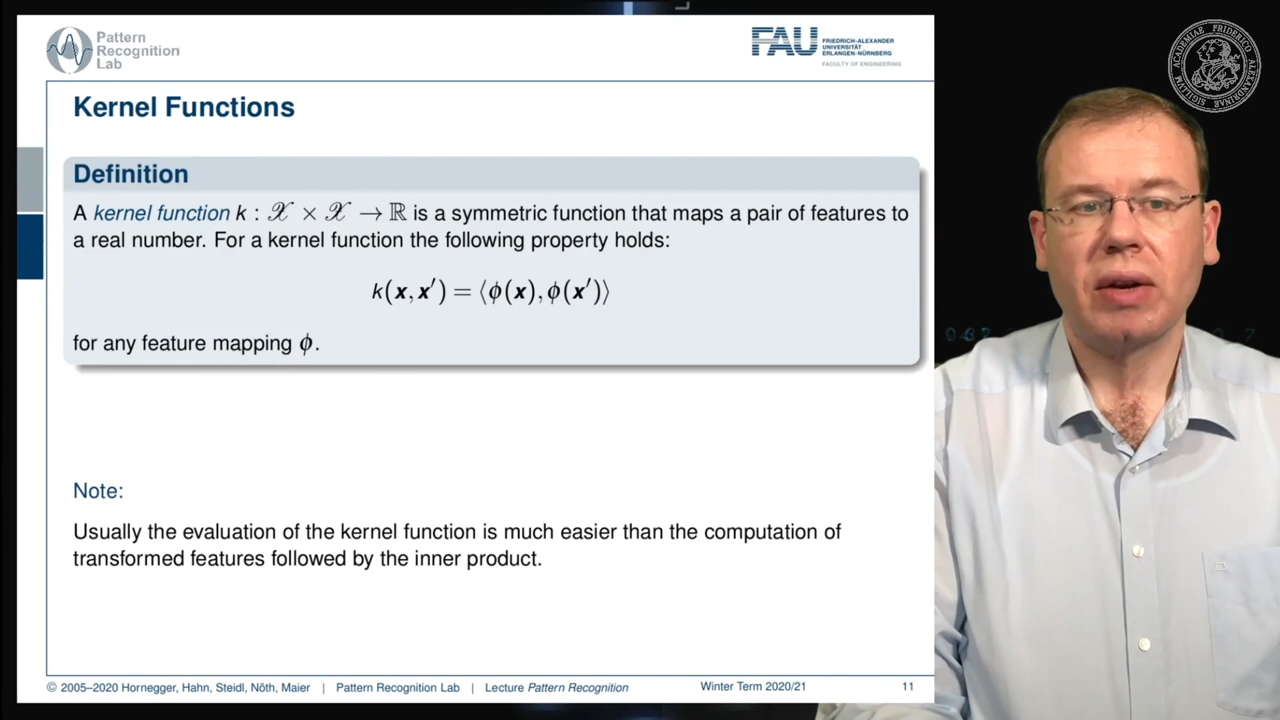 Pattern
Recognition
Lab
FAU
FRIEDRICH-ALEXANDER
UNIVERSITÄT
ERLANGEN-NÜRNBERG
FACULTY OF ENGINEERING
Kernel Functions
Definition
A kernel function k : 𝒳 × 𝒳 → ℝ is a symmetric function that maps a pair of features to
a real number. For a kernel function the following property holds:
k(x, x′) = ⟨ϕ(x), ϕ(x′)⟩
for any feature mapping ϕ.
Note:
Usually the evaluation of the kernel function is much easier than the computation of
transformed features followed by the inner product.
© 2005–2020 Hornegger, Hahn, Steidl, Nöth, Maier | Pattern Recognition Lab | Lecture Pattern Recognition Winter Term 2020/21 11